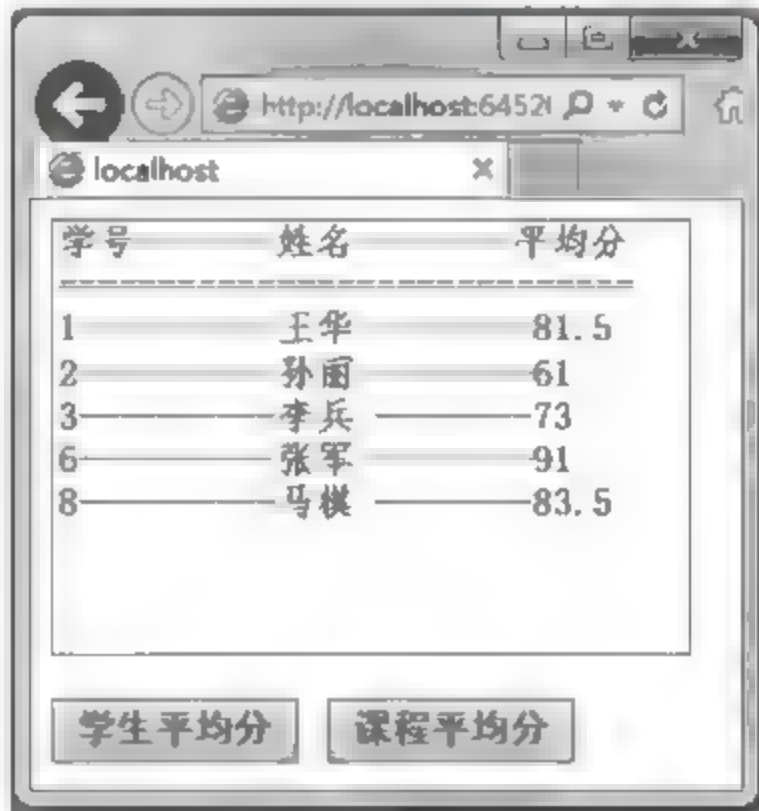 http://localhost:6452
localhost
学号 姓名 平均分
1 王华 81.5
2 孙丽 61
3 李兵 73
6 张军 91
8 马棋 83.5
学生平均分 课程平均分